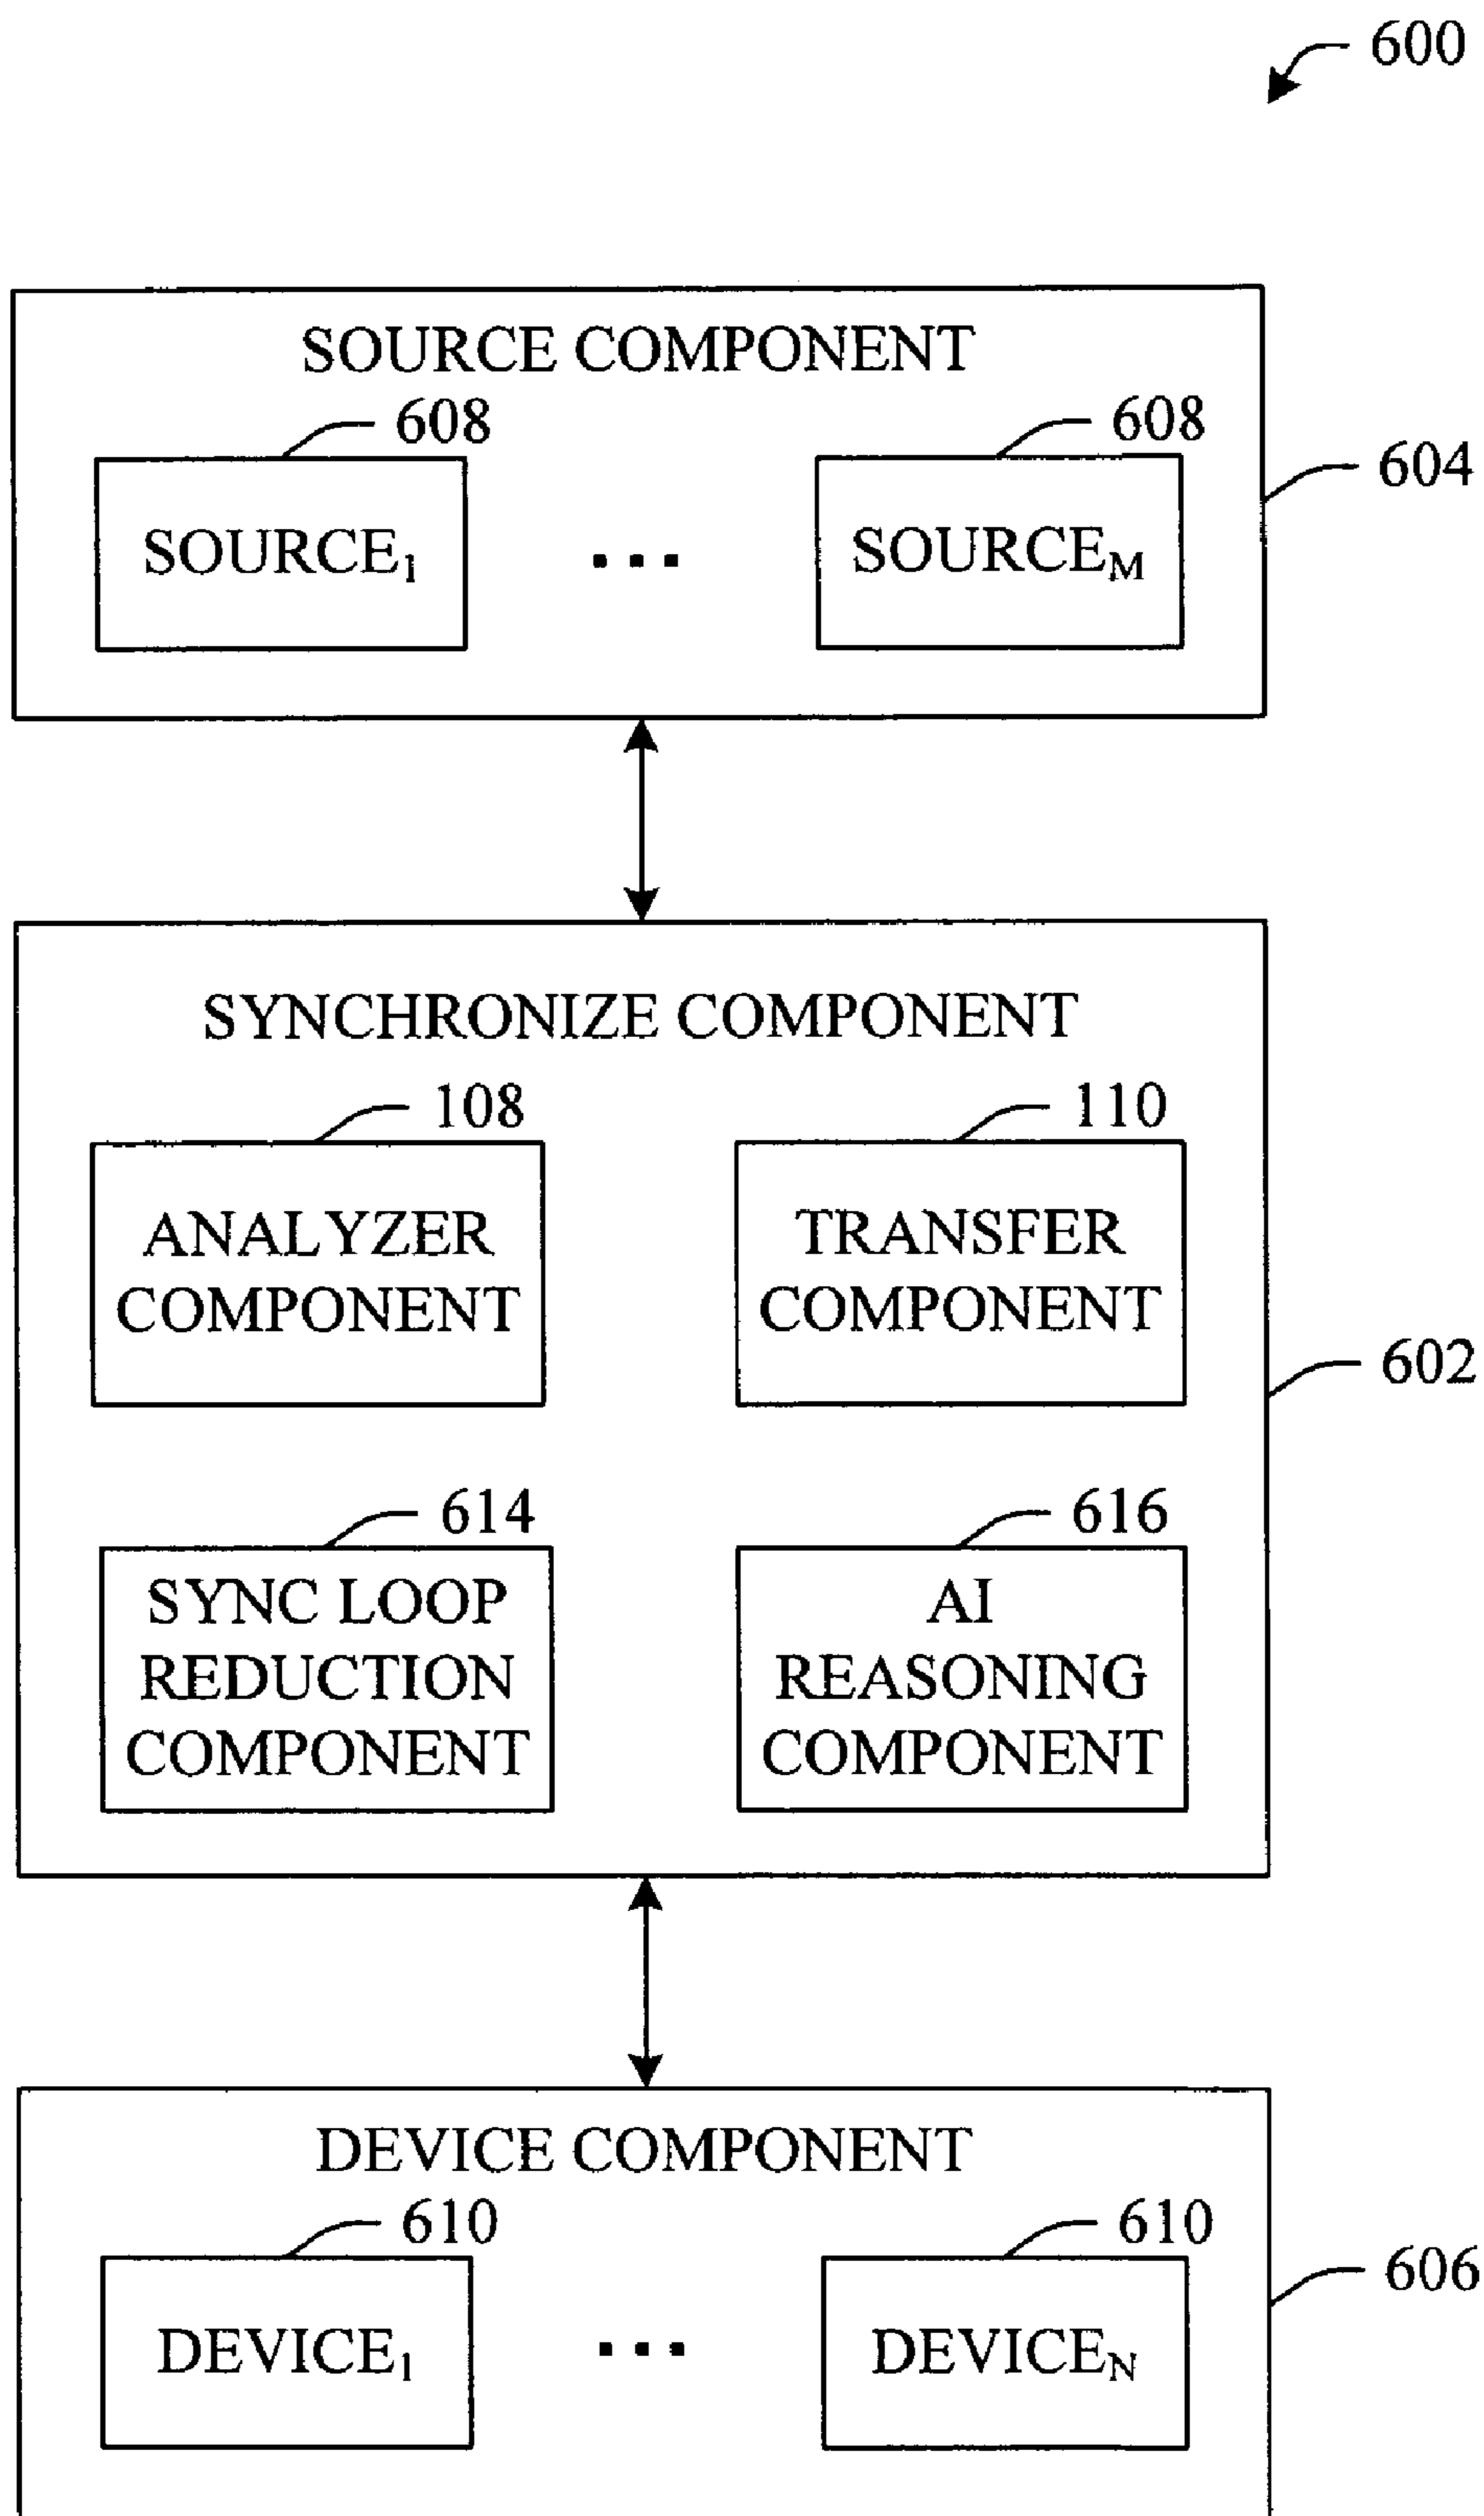 600
SOURCE COMPONENT
608
608
604
SOURCE₁
...
SOURCEₘ
SYNCHRONIZE COMPONENT
108
110
ANALYZER
COMPONENT
TRANSFER
COMPONENT
602
614
616
SYNC LOOP
REDUCTION
COMPONENT
AI
REASONING
COMPONENT
DEVICE COMPONENT
610
610
606
DEVICE₁
...
DEVICEₙ